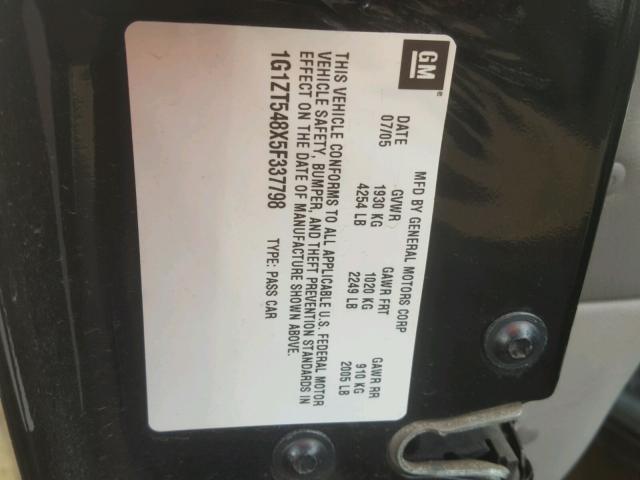 GM
MFD BY GENERAL MOTORS CORP
DATE GVWR GAWR FRT GAWR RR
07/05 1930 KG 1020 KG 910 KG
4254 LB 2249 LB 2005 LB
THIS VEHICLE CONFORMS TO ALL APPLICABLE U.S. FEDERAL MOTOR
VEHICLE SAFETY, BUMPER, AND THEFT PREVENTION STANDARDS IN
EFFECT ON THE DATE OF MANUFACTURE SHOWN ABOVE.
1G1ZT548X5F337798 TYPE: PASS CAR